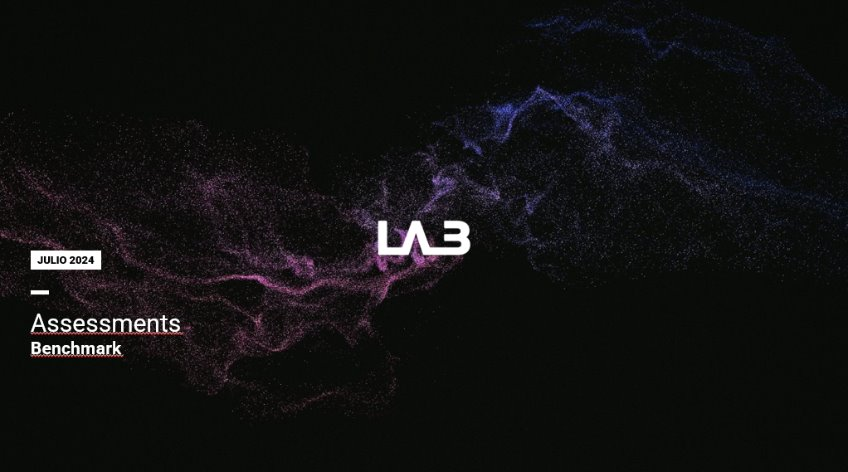 LAB
JULIO 2024
Assessments
Benchmark